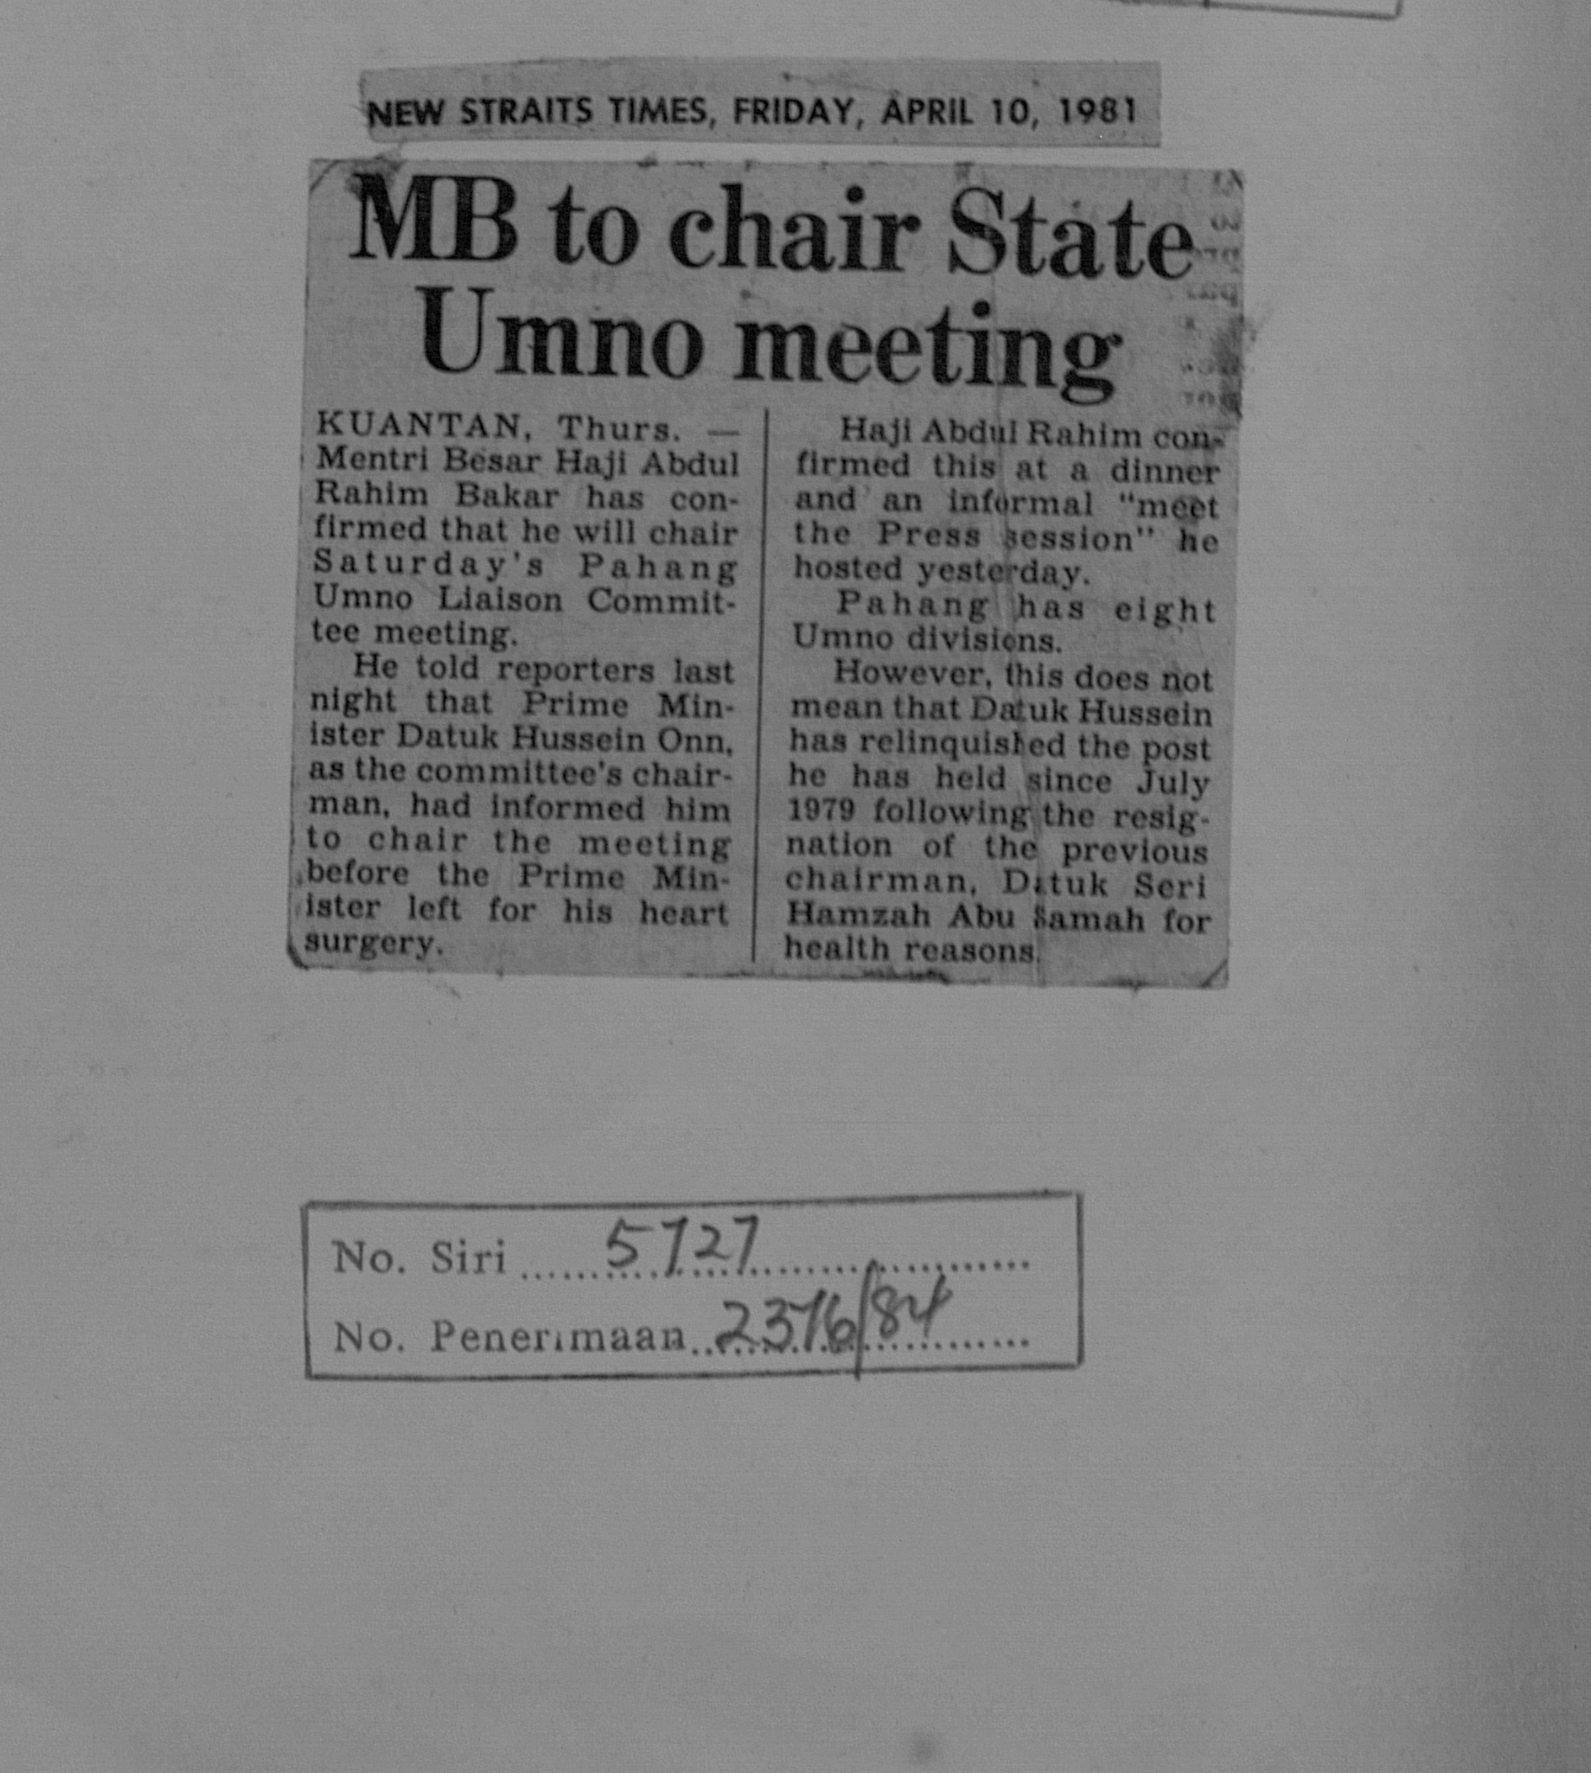 NEW STRAITS TIMES, FRIDAY, APRIL 10, 1981
MB to chair State
Umno meeting
KUANTAN, Thurs. —
Mentri Besar Haji Abdul
Rahim Bakar has con-
firmed that he will chair
Saturday's Pahang
Umno Liaison Commit-
tee meeting.
He told reporters last
night that Prime Min-
ister Datuk Hussein Onn,
as the committee's chair-
man, had informed him
to chair the meeting
before the Prime Min-
ister left for his heart
surgery.
Haji Abdul Rahim con-
firmed this at a dinner
and an informal "meet
the Press session" he
hosted yesterday.
Pahang has eight
Umno divisions.
However, this does not
mean that Datuk Hussein
has relinquished the post
he has held since July
1979 following the resig-
nation of the previous
chairman, Datuk Seri
Hamzah Abu Samah for
health reasons.
No. Siri 5727
No. Penerimaan 2376/84